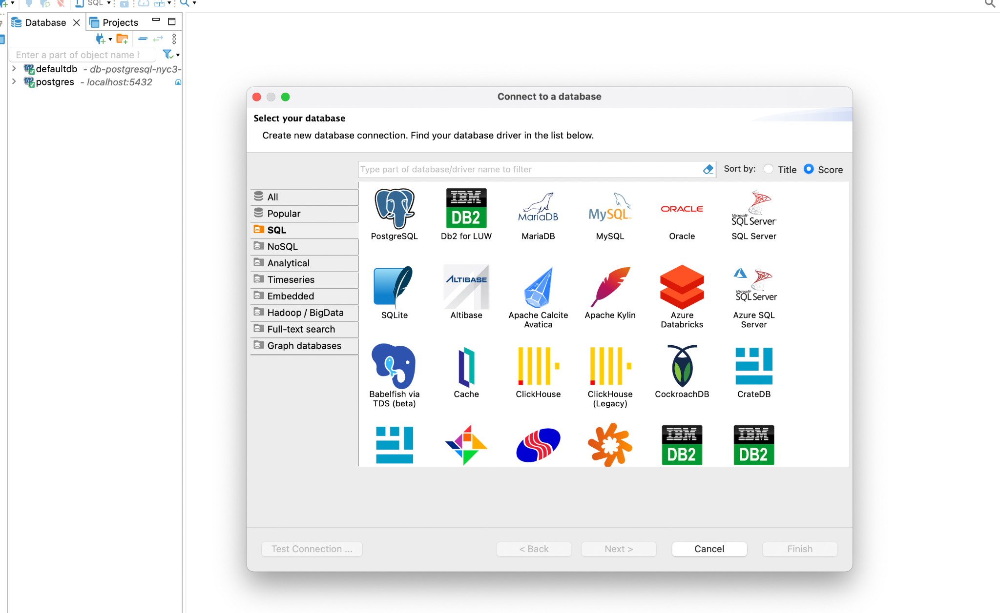 SQL
Database
Projects
Enter a part of object name h
defaultdb - db-postgresql-nyc3-
postgres - localhost:5432
Connect to a database
Select your database
Create new database connection. Find your database driver in the list below.
Type part of database/driver name to filter
Sort by:
Title
Score
All
Popular
SQL
NoSQL
Analytical
Timeseries
Embedded
Hadoop / BigData
Full-text search
Graph databases
IBM
DB2
MariaDB
MySQL
ORACLE
Microsoft
SQL Server
PostgreSQL
Db2 for LUW
MariaDB
MySQL
Oracle
SQL Server
ALTIBASE
Microsoft
SQL Server
SQLite
Altibase
Apache Calcite
Avatica
Apache Kylin
Azure
Databricks
Azure SQL
Server
Babelfish via
TDS (beta)
Cache
ClickHouse
ClickHouse
(Legacy)
CockroachDB
CrateDB
IBM
DB2
IBM
DB2
Test Connection ...
< Back
Next >
Cancel
Finish